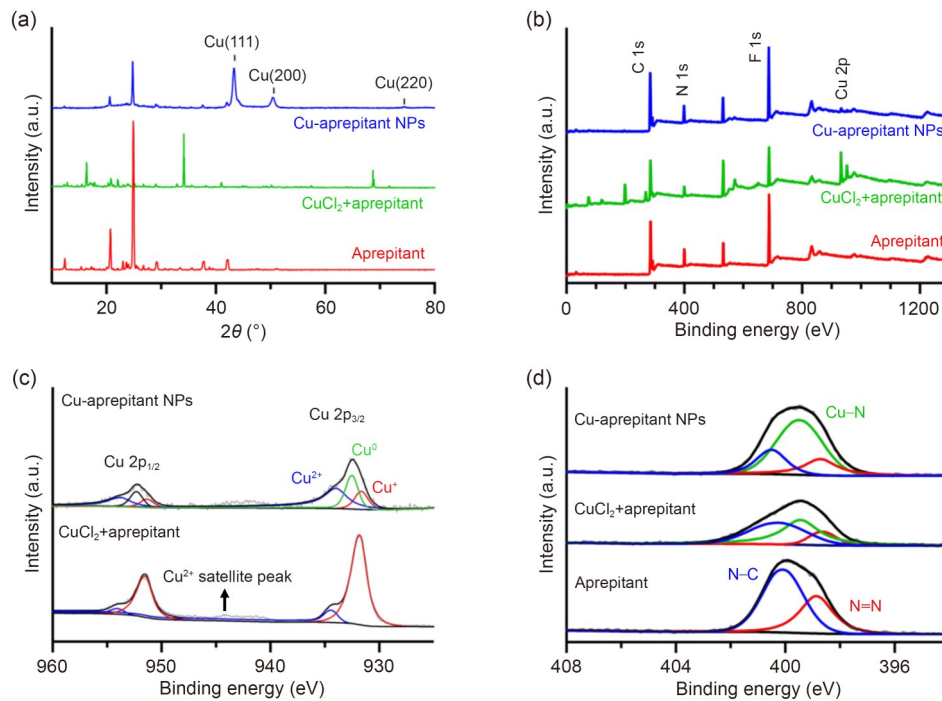 (a)
Cu(111)
Cu(200)
Cu(220)
Cu-aprepitant NPs
CuCl₂+aprepitant
Aprepitant
Intensity (a.u.)
20 40 60 80
2θ (°)
(b)
C 1s
N 1s
F 1s
Cu 2p
Cu-aprepitant NPs
CuCl₂+aprepitant
Aprepitant
Intensity (a.u.)
0 400 800 1200
Binding energy (eV)
(c)
Cu-aprepitant NPs
Cu 2p₃/₂
Cu 2p₁/₂
Cu⁰
Cu²⁺
Cu⁺
CuCl₂+aprepitant
Cu²⁺ satellite peak
Intensity (a.u.)
960 950 940 930
Binding energy (eV)
(d)
Cu-aprepitant NPs
Cu–N
CuCl₂+aprepitant
Aprepitant
N–C
N=N
Intensity (a.u.)
408 404 400 396
Binding energy (eV)